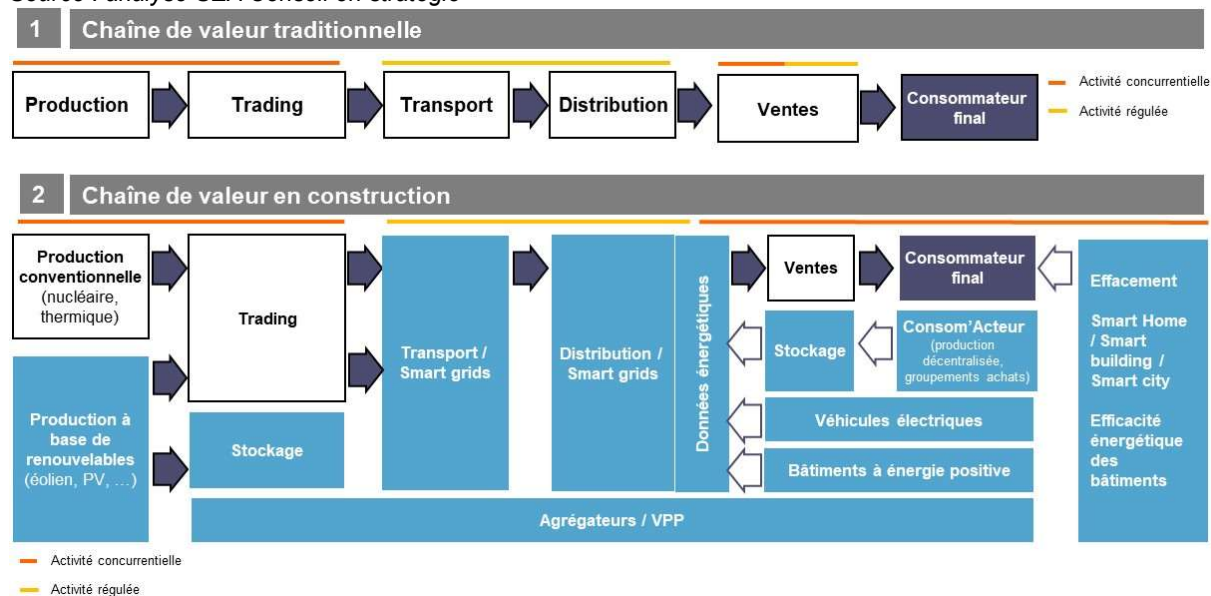 1 Chaîne de valeur traditionnelle
Production
Trading
Transport
Distribution
Ventes
Consommateur
final
Activité concurrentielle
Activité régulée
2 Chaîne de valeur en construction
Production
conventionnelle
(nucléaire,
thermique)
Production à
base de
renouvelables
(éolien, PV, ...)
Trading
Stockage
Transport /
Smart grids
Distribution /
Smart grids
Données énergétiques
Ventes
Consommateur
final
Stockage
Consom'Acteur
(production
décentralisée,
groupements achats)
Véhicules électriques
Bâtiments à énergie positive
Effacement
Smart Home
/ Smart
building /
Smart city
Efficacité
énergétique
des
bâtiments
Agrégateurs / VPP
Activité concurrentielle
Activité régulée